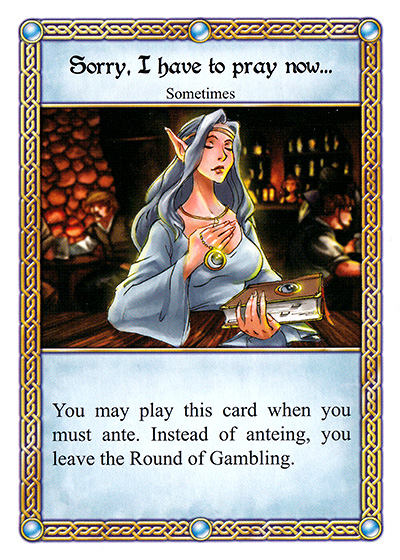 Sorry, I have to pray now...
Sometimes
You may play this card when you
must ante. Instead of anteing, you
leave the Round of Gambling.